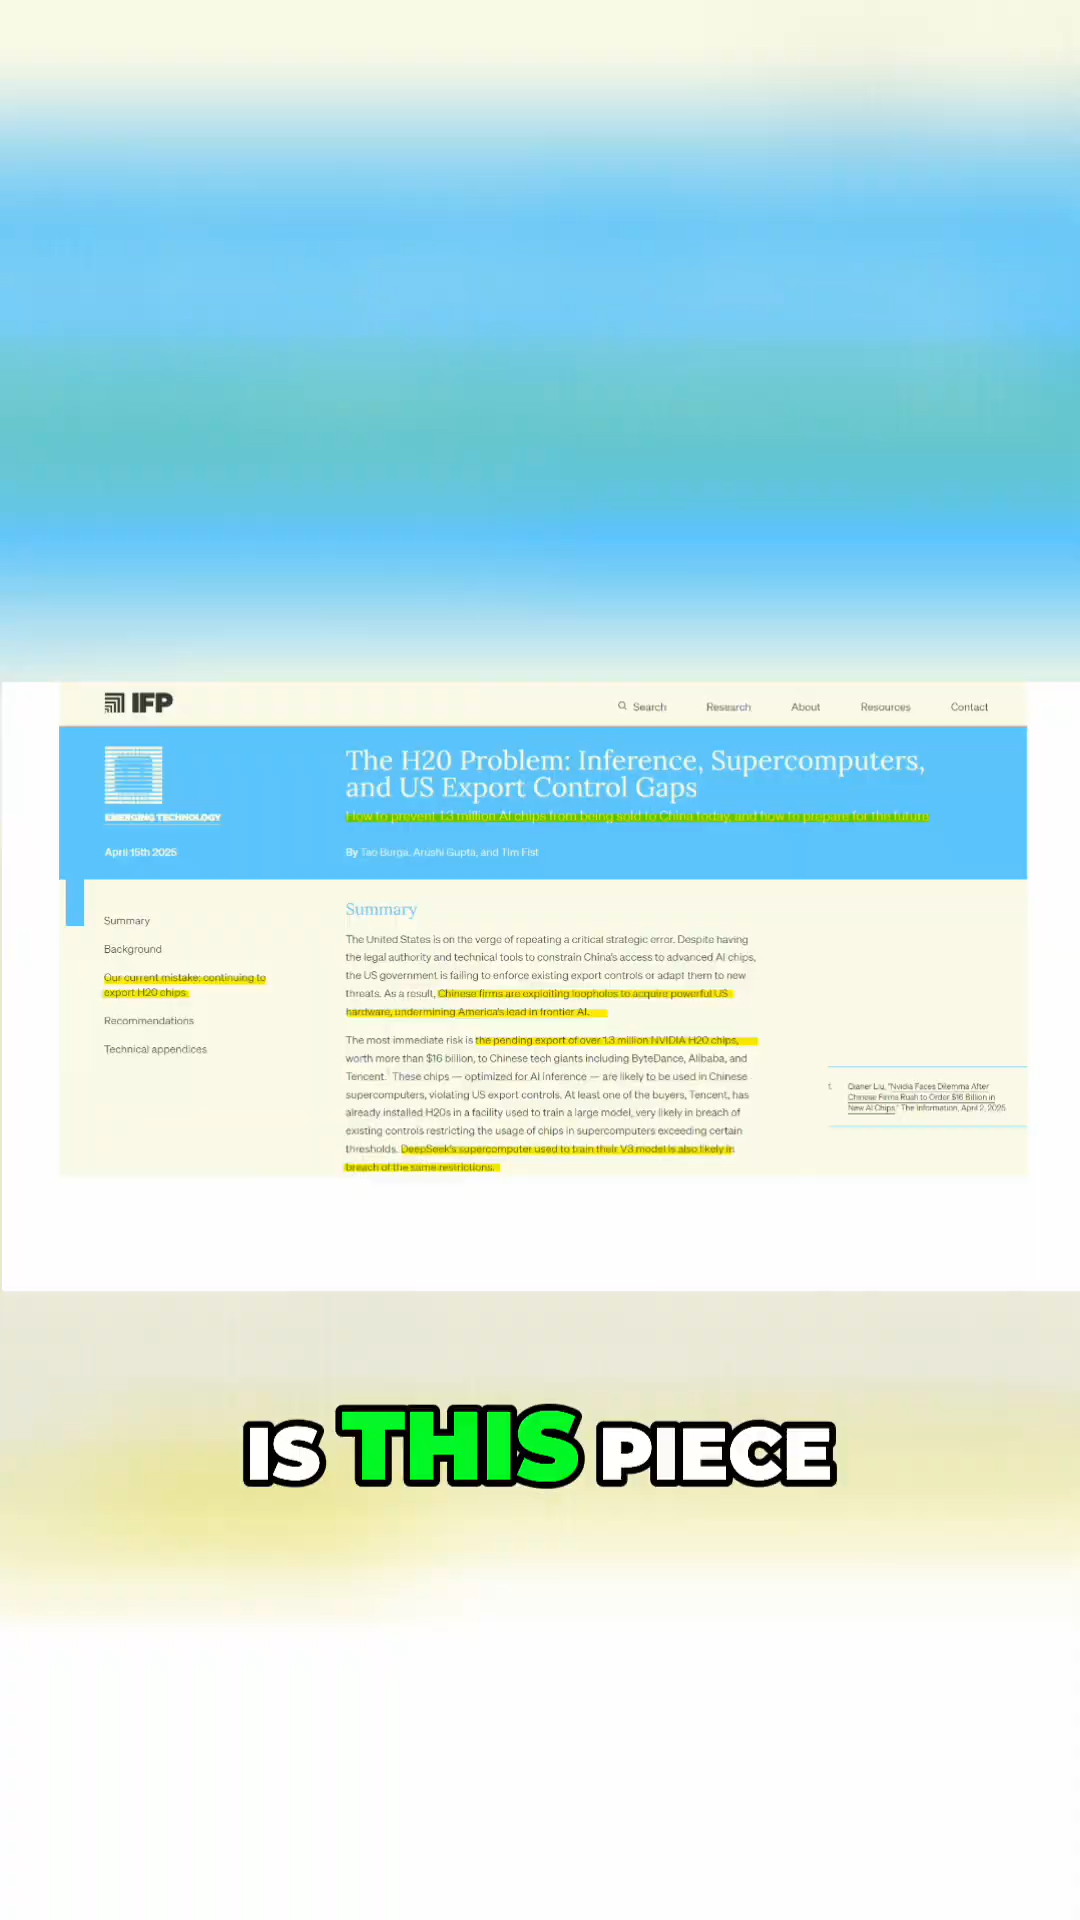 IFP
Search
Research
About
Resources
Contact
The H20 Problem: Inference, Supercomputers,
and US Export Control Gaps
How to prevent 1.3 million AI chips from being sold to China today, and how to prepare for the future
EMERGING TECHNOLOGY
April 15th 2025
By Tao Burga, Arushi Gupta, and Tim Fist
Summary
Background
Our current mistake: continuing to
export H20 chips
Recommendations
Technical appendices
Summary
The United States is on the verge of repeating a critical strategic error. Despite having
the legal authority and technical tools to constrain China's access to advanced AI chips,
the US government is failing to enforce existing export controls or adapt them to new
threats. As a result, Chinese firms are exploiting loopholes to acquire powerful US
hardware, undermining America's lead in frontier AI.
The most immediate risk is the pending export of over 1.3 million NVIDIA H20 chips,
worth more than $16 billion, to Chinese tech giants including ByteDance, Alibaba, and
Tencent.1 These chips — optimized for AI inference — are likely to be used in Chinese
supercomputers, violating US export controls. At least one of the buyers, Tencent, has
already installed H20s in a facility used to train a large model, very likely in breach of
existing controls restricting the usage of chips in supercomputers exceeding certain
thresholds. DeepSeek's supercomputer used to train their V3 model is also likely in
breach of the same restrictions.
1. Qianer Liu, "Nvidia Faces Dilemma After
Chinese Firms Rush to Order $16 Billion in
New AI Chips," The Information, April 2, 2025.
IS THIS PIECE